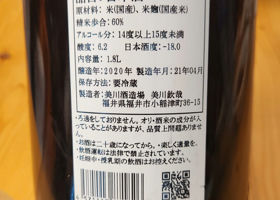 原材料：米(国産)、米麹(国産米)
精米歩合：60%
アルコール分：14度以上15度未満
酸度：6.2 日本酒度：-18.0
内容量：1.8L
醸造年：2020年 製造年月：21年04月
保存方法：要冷蔵
製造者：美川酒造場 美川欽哉
福井県福井市小稲津町36-15
・ろ過をしておりません。オリ・酒米の成分が入
っていることがありますが、品質上問題あり
ません。
・お酒は二十歳になってから。・楽しく適量を。
飲酒運転は法律で禁止されています。
・妊娠中・授乳期の飲酒はお控え下さい。